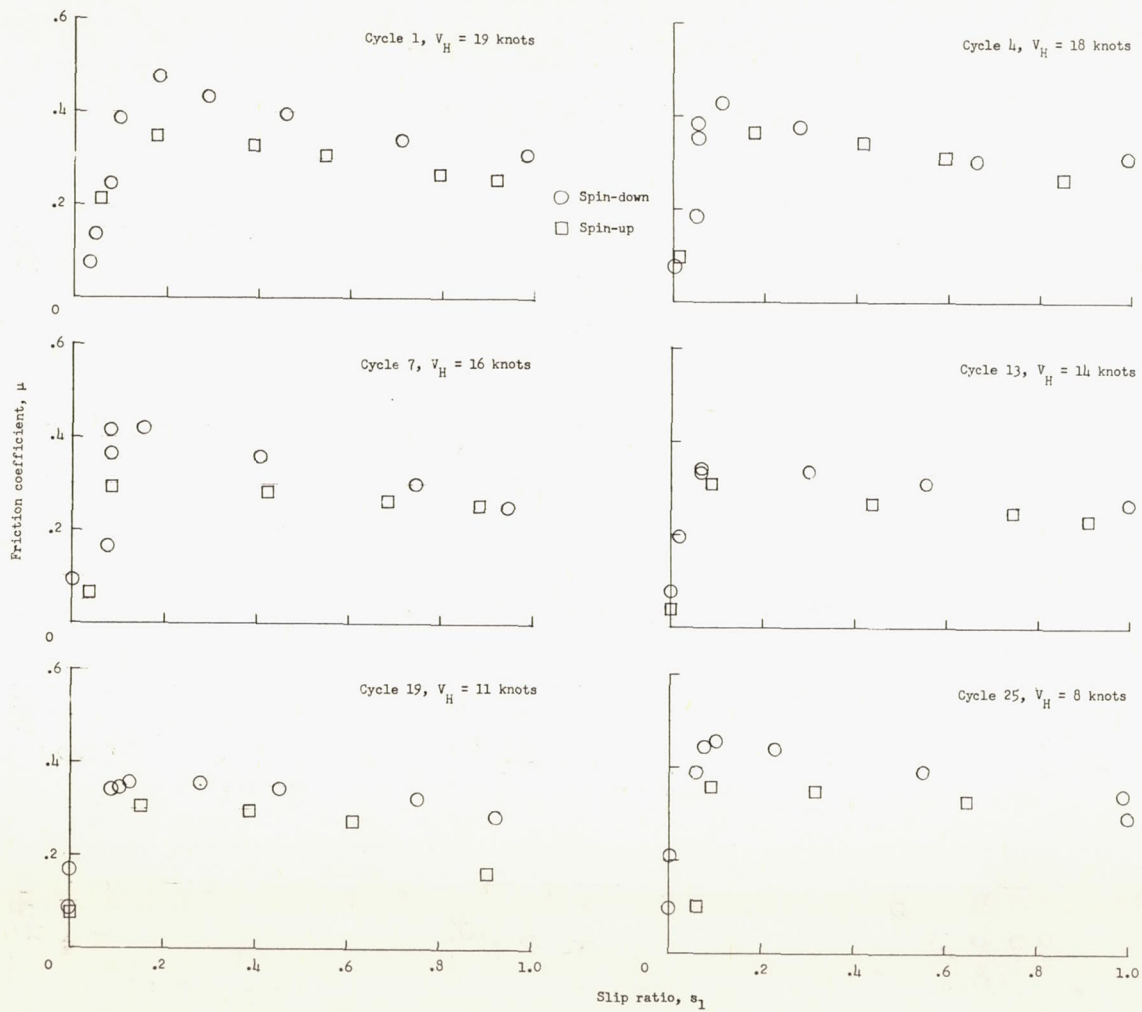 .6
Cycle 1, V_H = 19 knots
Cycle 4, V_H = 18 knots
.4
.2
Spin-down
Spin-up
0
.6
Cycle 7, V_H = 16 knots
Cycle 13, V_H = 14 knots
.4
.2
0
Friction coefficient, μ
.6
Cycle 19, V_H = 11 knots
Cycle 25, V_H = 8 knots
.4
.2
0 .2 .4 .6 .8 1.0
0 .2 .4 .6 .8 1.0
Slip ratio, s_1